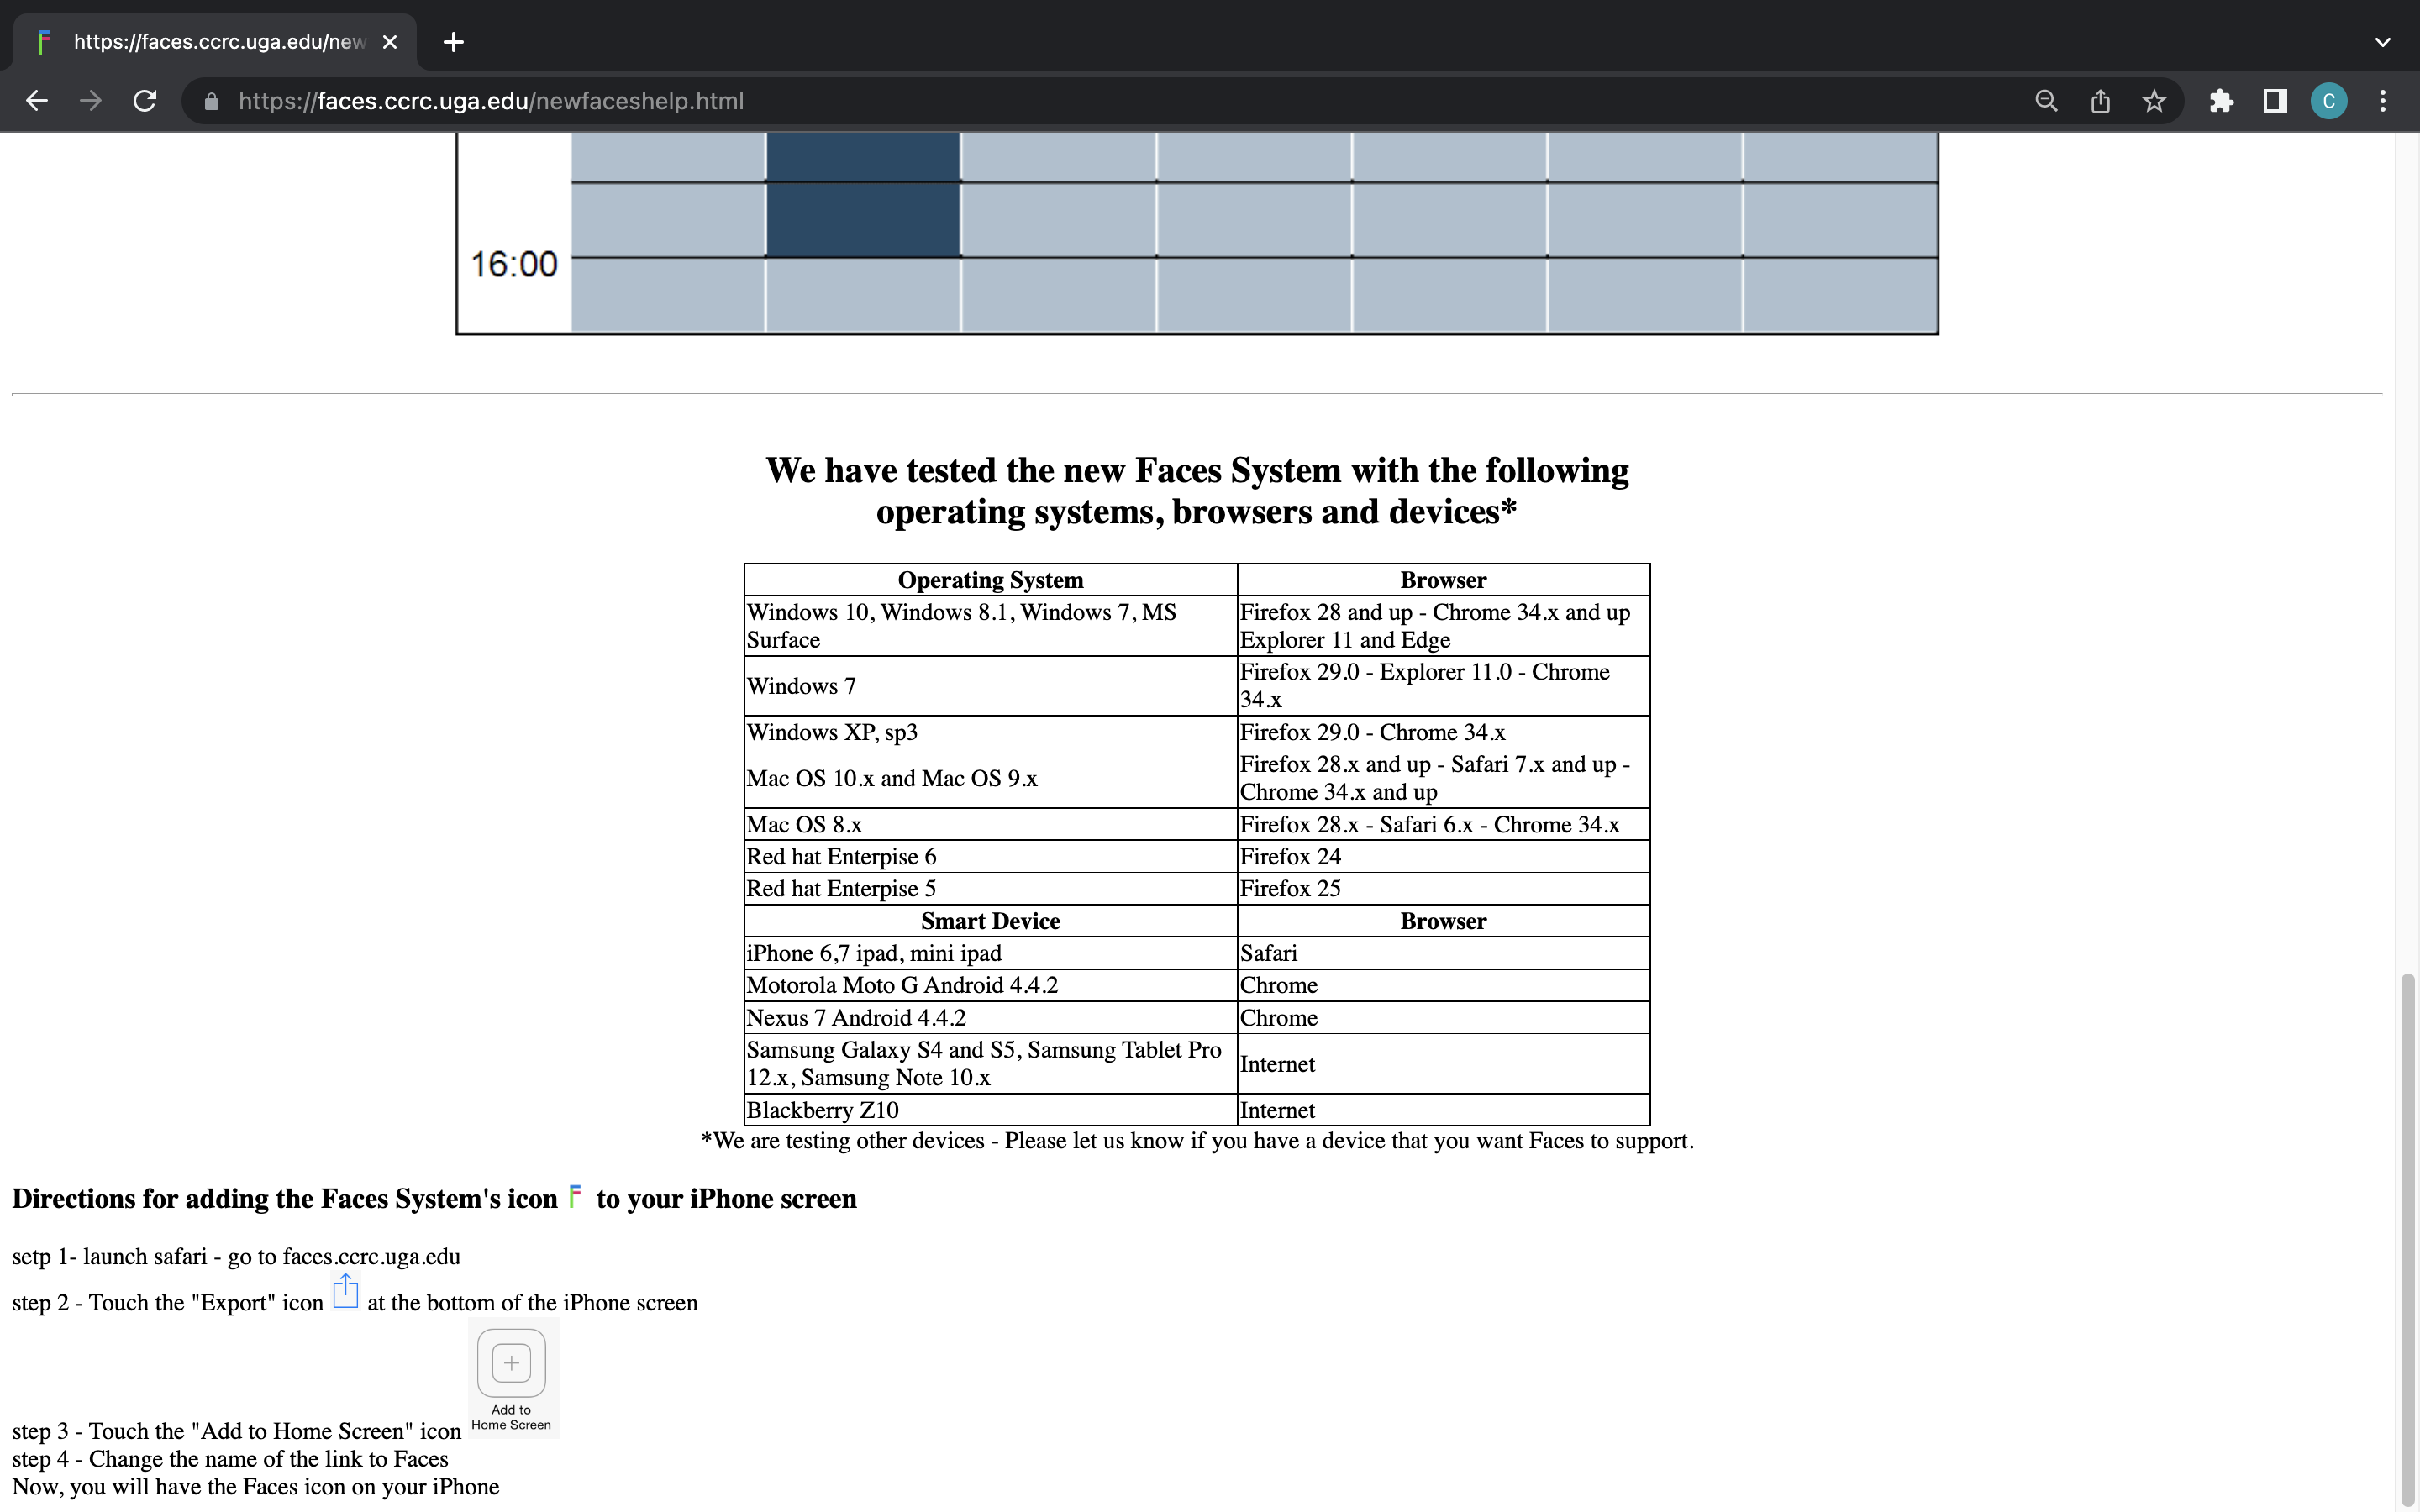 https://faces.ccrc.uga.edu/new
https://faces.ccrc.uga.edu/newfaceshelp.html
C
16:00
We have tested the new Faces System with the following
operating systems, browsers and devices*
Operating System Browser
Windows 10, Windows 8.1, Windows 7, MS
Surface
Firefox 28 and up - Chrome 34.x and up
Explorer 11 and Edge
Windows 7
Firefox 29.0 - Explorer 11.0 - Chrome
34.x
Windows XP, sp3 Firefox 29.0 - Chrome 34.x
Mac OS 10.x and Mac OS 9.x
Firefox 28.x and up - Safari 7.x and up -
Chrome 34.x and up
Mac OS 8.x Firefox 28.x - Safari 6.x - Chrome 34.x
Red hat Enterpise 6 Firefox 24
Red hat Enterpise 5 Firefox 25
Smart Device Browser
iPhone 6,7 ipad, mini ipad Safari
Motorola Moto G Android 4.4.2 Chrome
Nexus 7 Android 4.4.2 Chrome
Samsung Galaxy S4 and S5, Samsung Tablet Pro
12.x, Samsung Note 10.x
Internet
Blackberry Z10 Internet
*We are testing other devices - Please let us know if you have a device that you want Faces to support.
Directions for adding the Faces System's icon F to your iPhone screen
setp 1- launch safari - go to faces.ccrc.uga.edu
step 2 - Touch the "Export" icon at the bottom of the iPhone screen
Add to
Home Screen
step 3 - Touch the "Add to Home Screen" icon
step 4 - Change the name of the link to Faces
Now, you will have the Faces icon on your iPhone